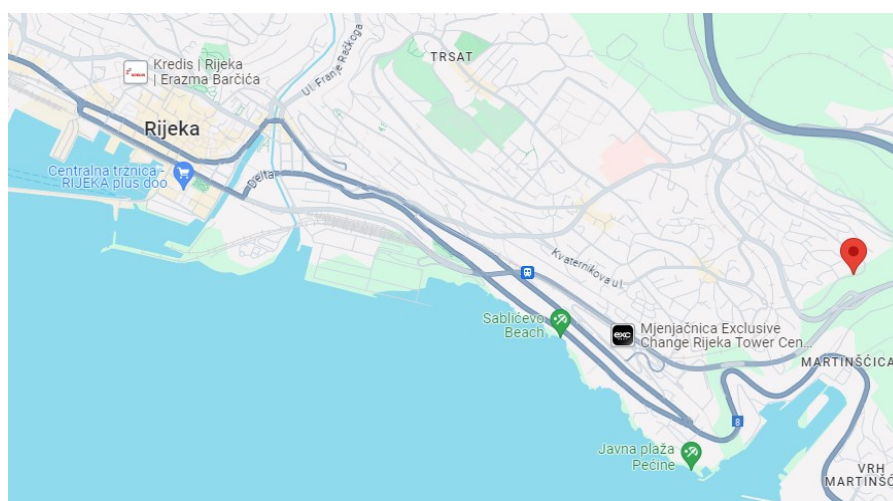 TRSAT
Kredis | Rijeka
| Erazma Barčića
Ul. Franje Račkoga
Rijeka
Centralna tržnica -
RIJEKA plus doo
Delta
Kvaternikova ul.
Sablićevo
Beach
exc
Mjenjačnica Exclusive
Change Rijeka Tower Cen...
MARTINŠĆICA
8
Javna plaža
Pećine
VRH
MARTINŠĆ